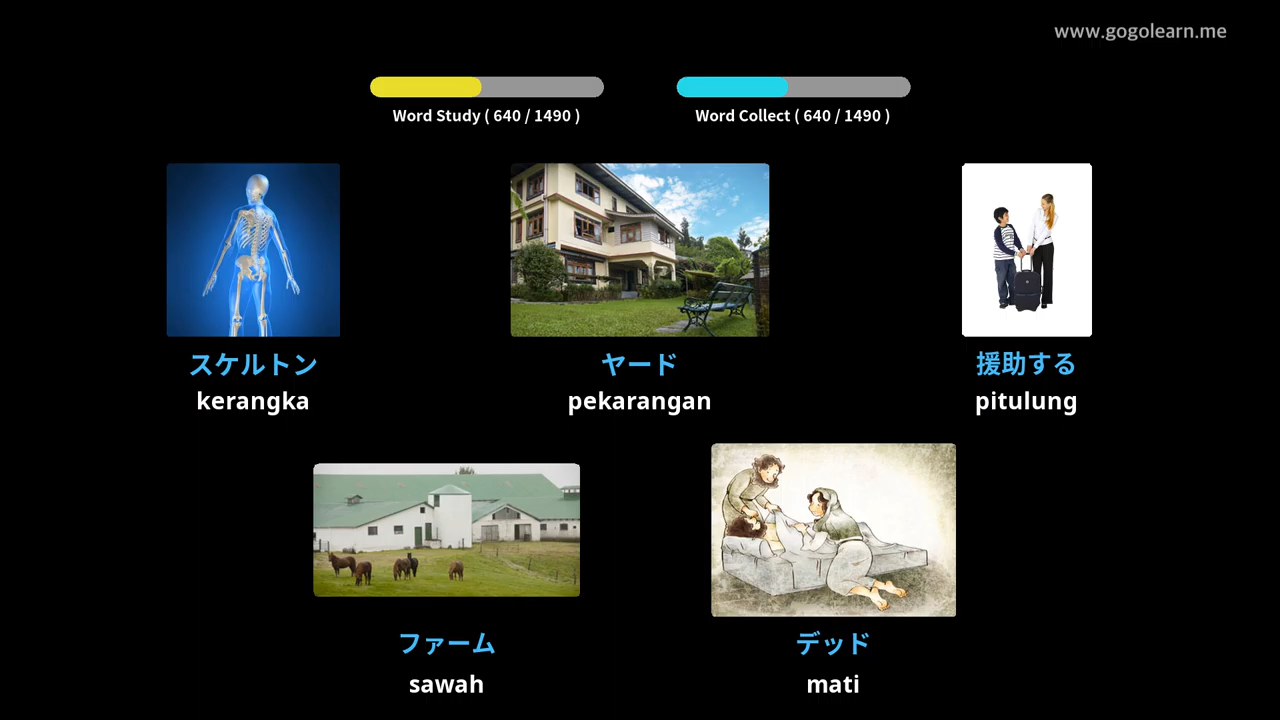 www.gogolearn.me
Word Study ( 640 / 1490 )
Word Collect ( 640 / 1490 )
スケルトン
kerangka
ヤード
pekarangan
援助する
pitulung
ファーム
sawah
デッド
mati